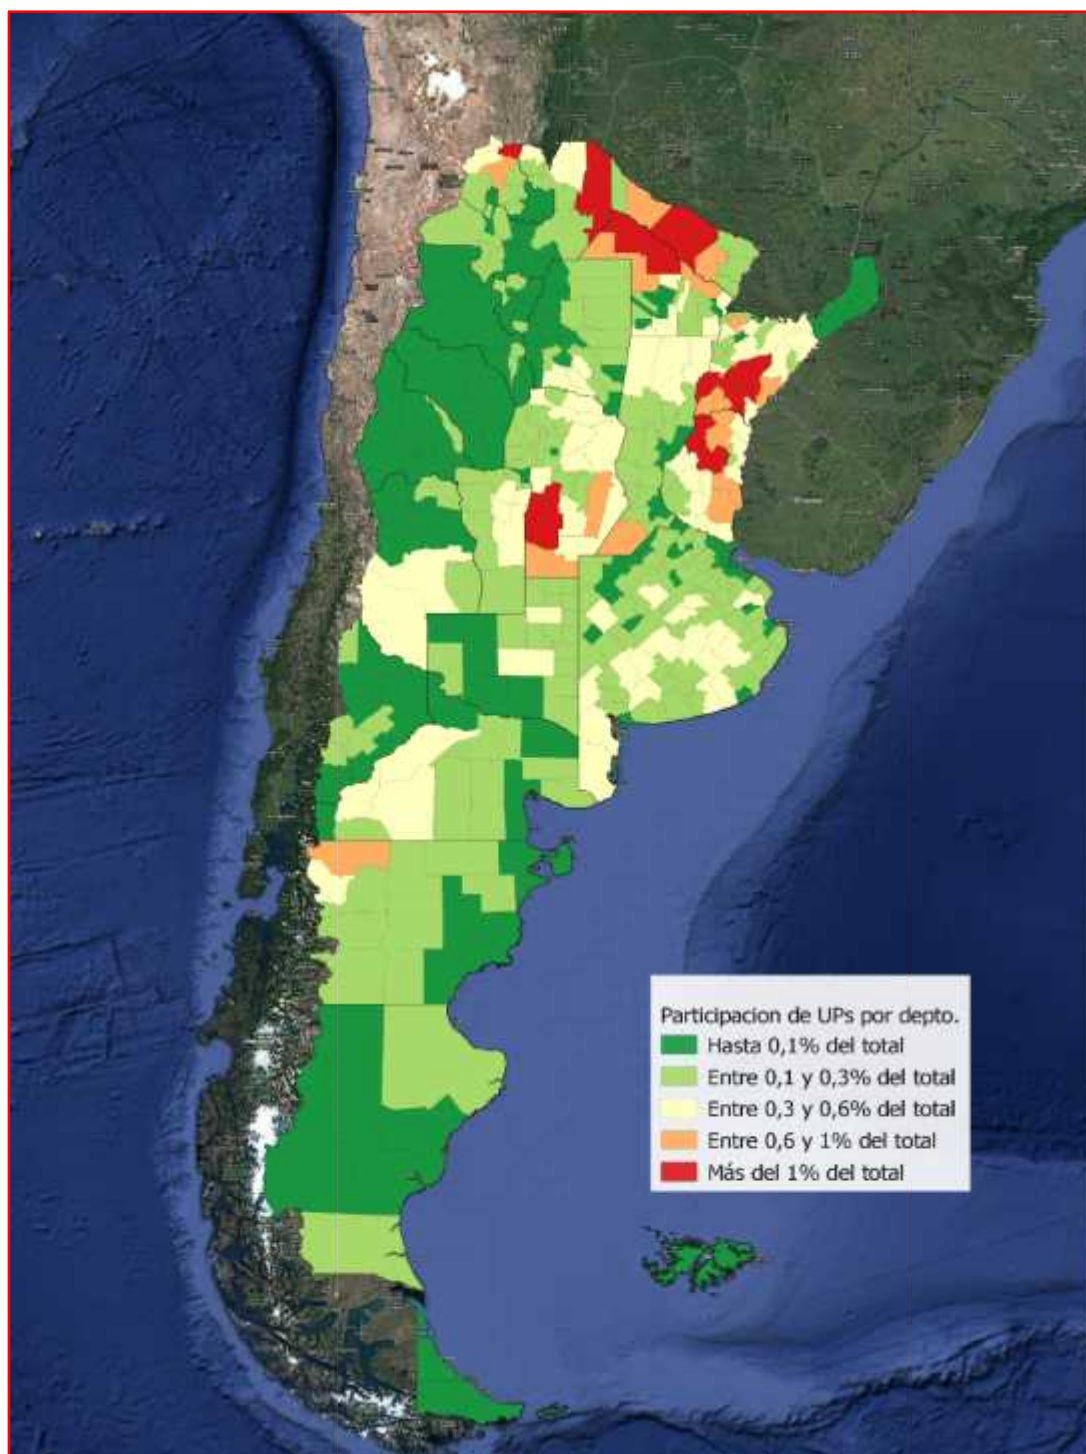 Participacion de UPs por depto.
Hasta 0,1% del total
Entre 0,1 y 0,3% del total
Entre 0,3 y 0,6% del total
Entre 0,6 y 1% del total
Más del 1% del total